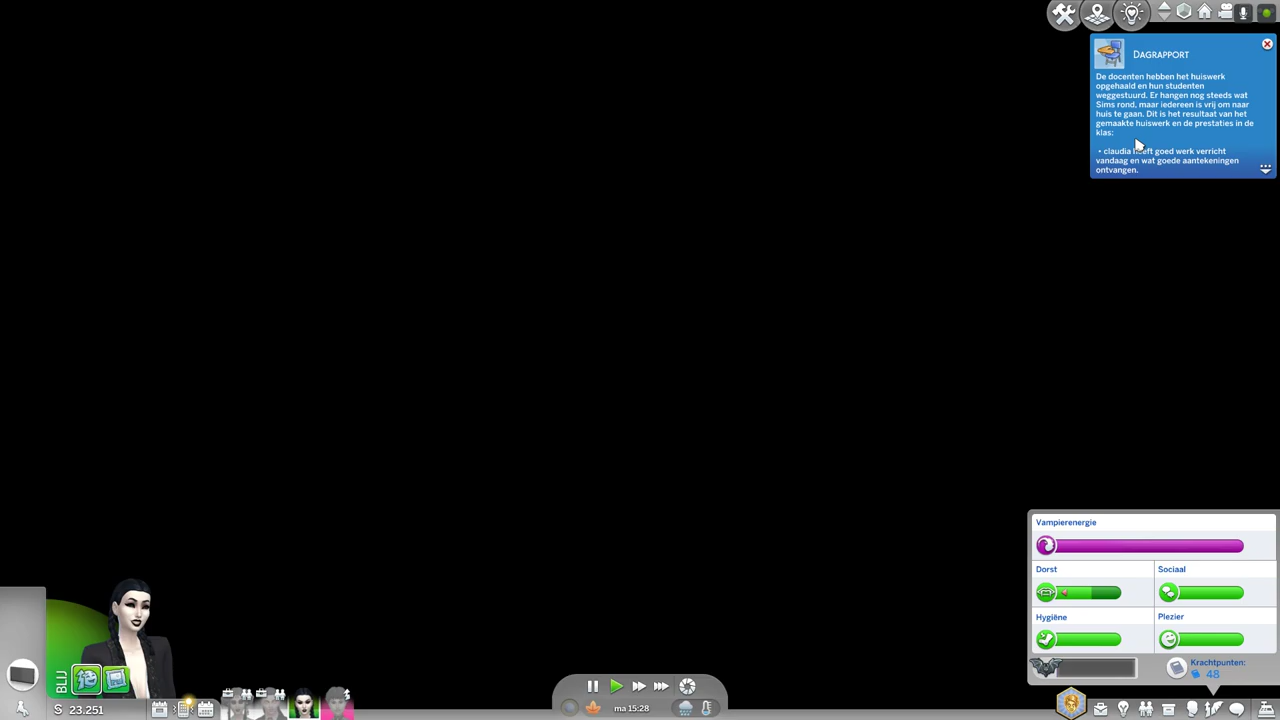 DAGRAPPORT
De docenten hebben het huiswerk
opgehaald en hun studenten
weggestuurd. Er hangen nog steeds wat
Sims rond, maar iedereen is vrij om naar
huis te gaan. Dit is het resultaat van het
gemaakte huiswerk en de prestaties in de
klas:
• claudia heeft goed werk verricht
vandaag en wat goede aantekeningen
ontvangen.
Vampierenergie
Dorst
Sociaal
Hygiëne
Plezier
Krachtpunten:
48
BLIJ
$ 23.251
ma 15:28